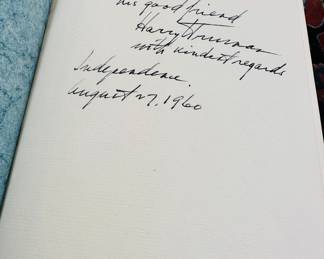 his good friend
Harry Truman
with kindest regards
Independence.
August 27, 1960